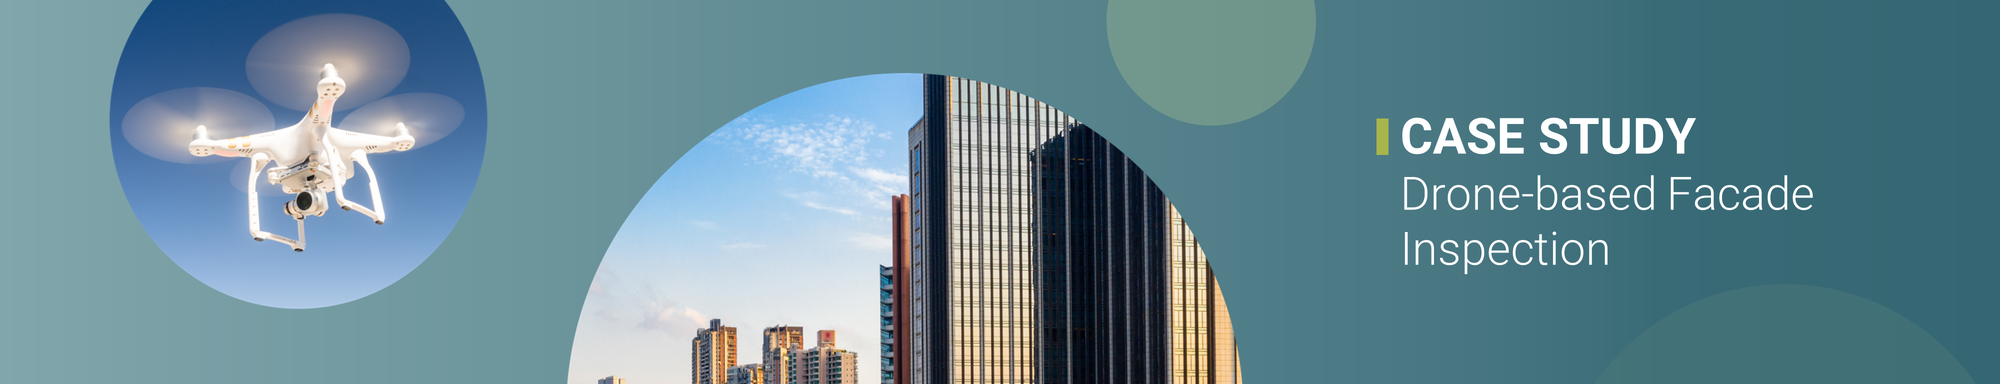 CASE STUDY
Drone-based Facade
Inspection